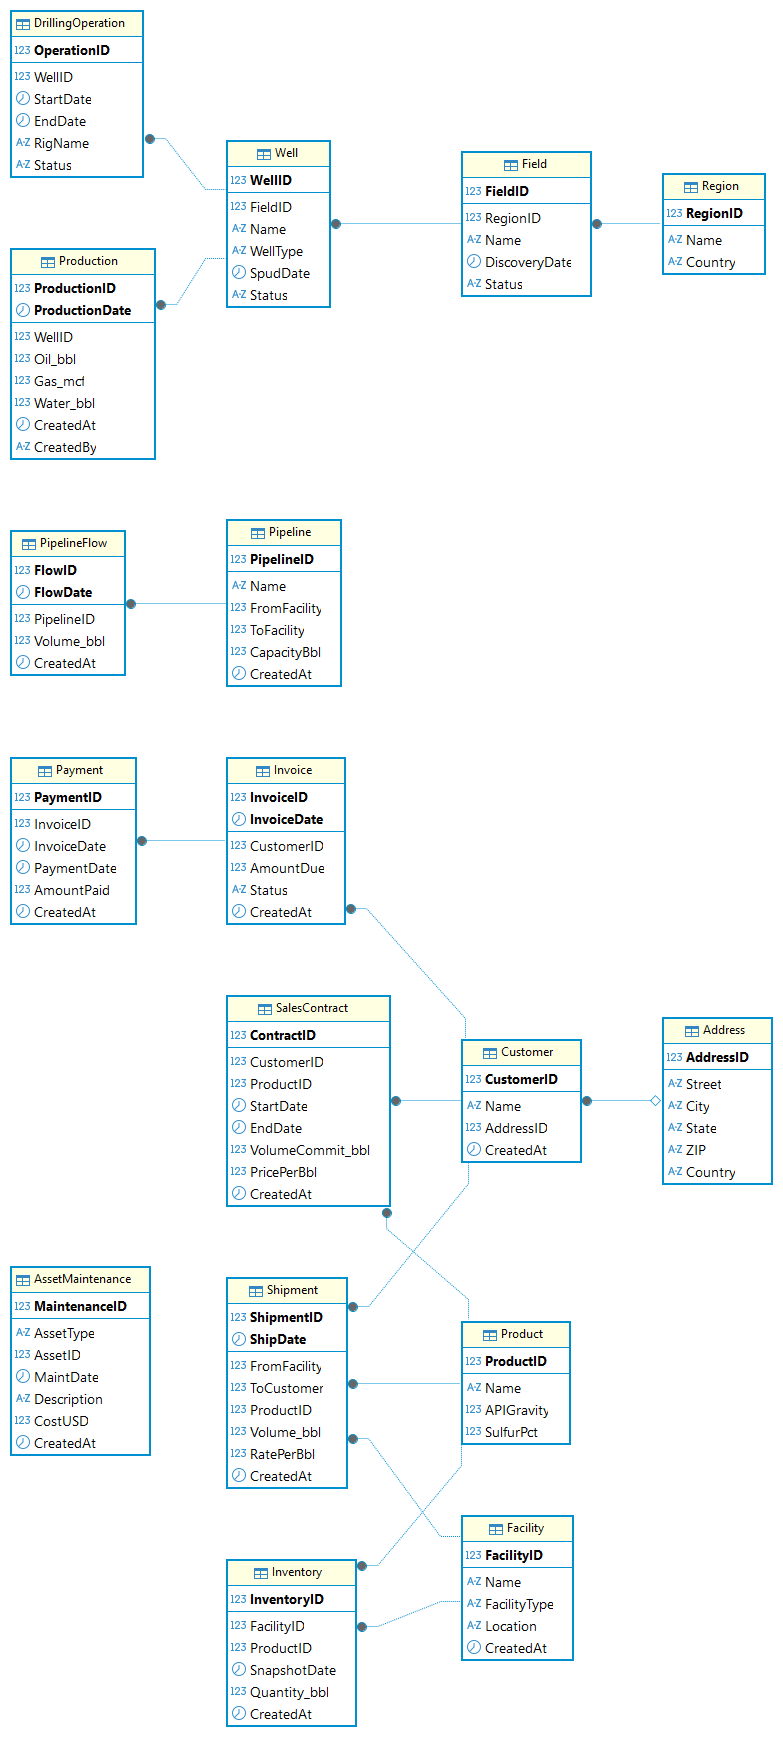 DrillingOperation
123 OperationID
123 WellID
StartDate
EndDate
A-Z RigName
A-Z Status
Well
123 WellID
123 FieldID
A-Z Name
A-Z WellType
SpudDate
A-Z Status
Field
123 FieldID
123 RegionID
A-Z Name
DiscoveryDate
A-Z Status
Region
123 RegionID
A-Z Name
A-Z Country
Production
123 ProductionID
ProductionDate
123 WellID
123 Oil_bbl
123 Gas_mcf
123 Water_bbl
CreatedAt
A-Z CreatedBy
PipelineFlow
123 FlowID
FlowDate
123 PipelineID
123 Volume_bbl
CreatedAt
Pipeline
123 PipelineID
A-Z Name
123 FromFacility
123 ToFacility
123 CapacityBbl
CreatedAt
Payment
123 PaymentID
123 InvoiceID
InvoiceDate
PaymentDate
123 AmountPaid
CreatedAt
Invoice
123 InvoiceID
InvoiceDate
123 CustomerID
123 AmountDue
A-Z Status
CreatedAt
SalesContract
123 ContractID
123 CustomerID
123 ProductID
StartDate
EndDate
123 VolumeCommit_bbl
123 PricePerBbl
CreatedAt
Customer
123 CustomerID
A-Z Name
123 AddressID
CreatedAt
Address
123 AddressID
A-Z Street
A-Z City
A-Z State
A-Z ZIP
A-Z Country
AssetMaintenance
123 MaintenanceID
A-Z AssetType
123 AssetID
MaintDate
A-Z Description
123 CostUSD
CreatedAt
Shipment
123 ShipmentID
ShipDate
123 FromFacility
123 ToCustomer
123 ProductID
123 Volume_bbl
123 RatePerBbl
CreatedAt
Product
123 ProductID
A-Z Name
123 APIGravity
123 SulfurPct
Facility
123 FacilityID
A-Z Name
A-Z FacilityType
A-Z Location
CreatedAt
Inventory
123 InventoryID
123 FacilityID
123 ProductID
SnapshotDate
123 Quantity_bbl
CreatedAt